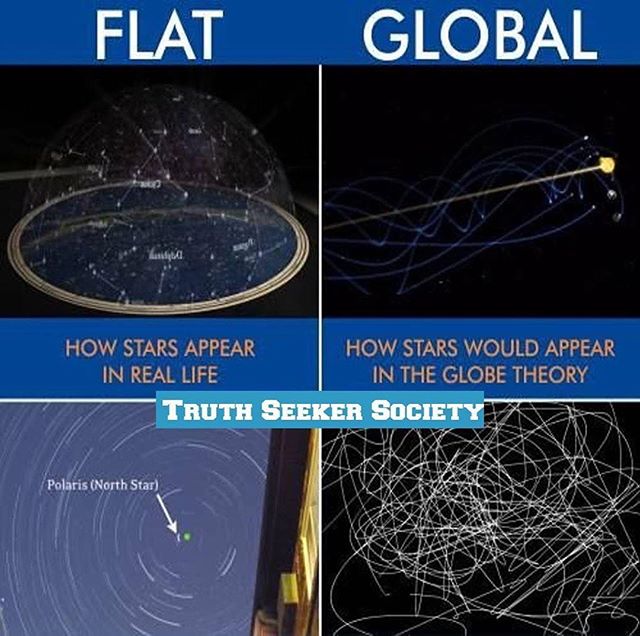 FLAT
GLOBAL
HOW STARS APPEAR
IN REAL LIFE
HOW STARS WOULD APPEAR
IN THE GLOBE THEORY
TRUTH SEEKER SOCIETY
Polaris (North Star)